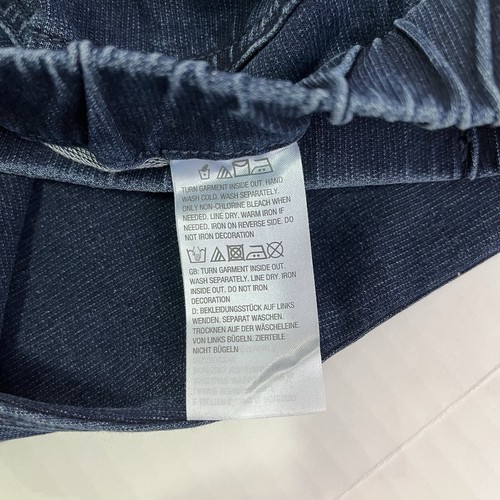 TURN GARMENT INSIDE OUT. HAND
WASH COLD. WASH SEPARATELY.
ONLY NON-CHLORINE BLEACH WHEN
NEEDED. LINE DRY. WARM IRON IF
NEEDED. IRON ON REVERSE SIDE. DO
NOT IRON DECORATION
GB: TURN GARMENT INSIDE OUT.
WASH SEPARATELY. LINE DRY. IRON
INSIDE OUT. DO NOT IRON
DECORATION
D: BEKLEIDUNGSSTÜCK AUF LINKS
WENDEN. SEPARAT WASCHEN.
TROCKNEN AUF DER WÄSCHELEINE.
VON LINKS BÜGELN. ZIERTEILE
NICHT BÜGELN